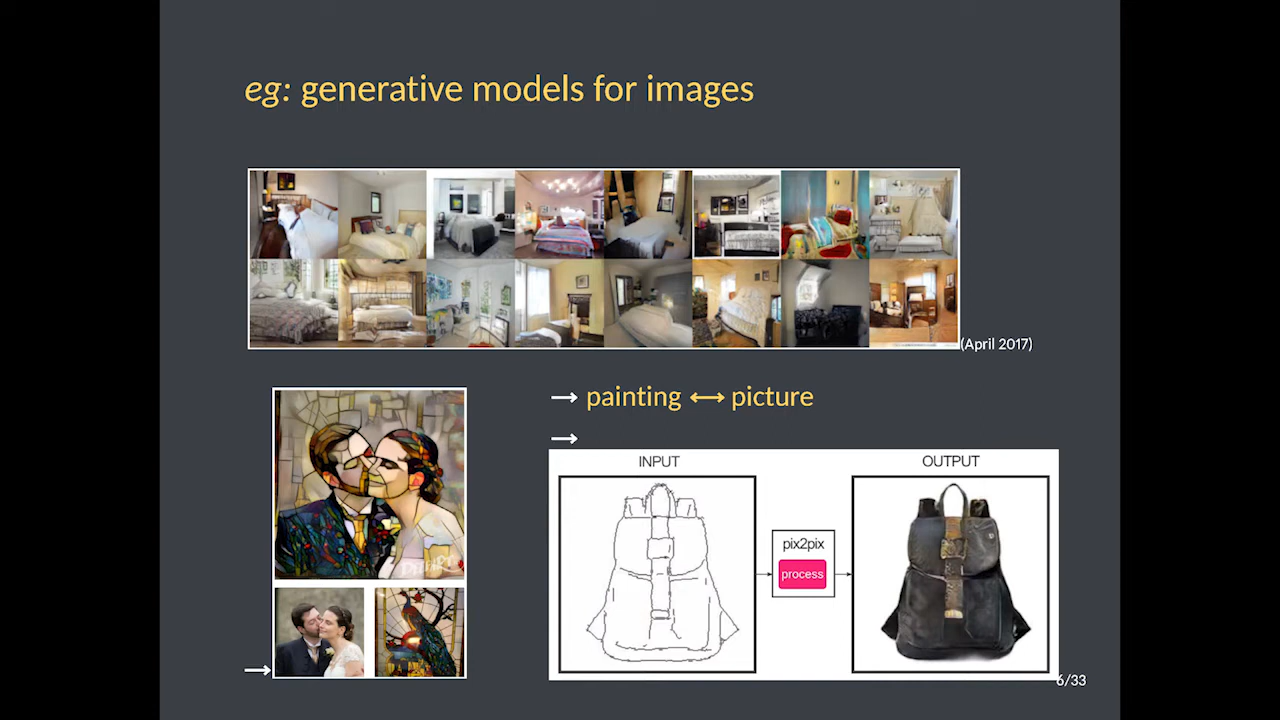 eg: generative models for images
(April 2017)
→ painting ⟷ picture
→
INPUT
OUTPUT
pix2pix
process
→
6/33